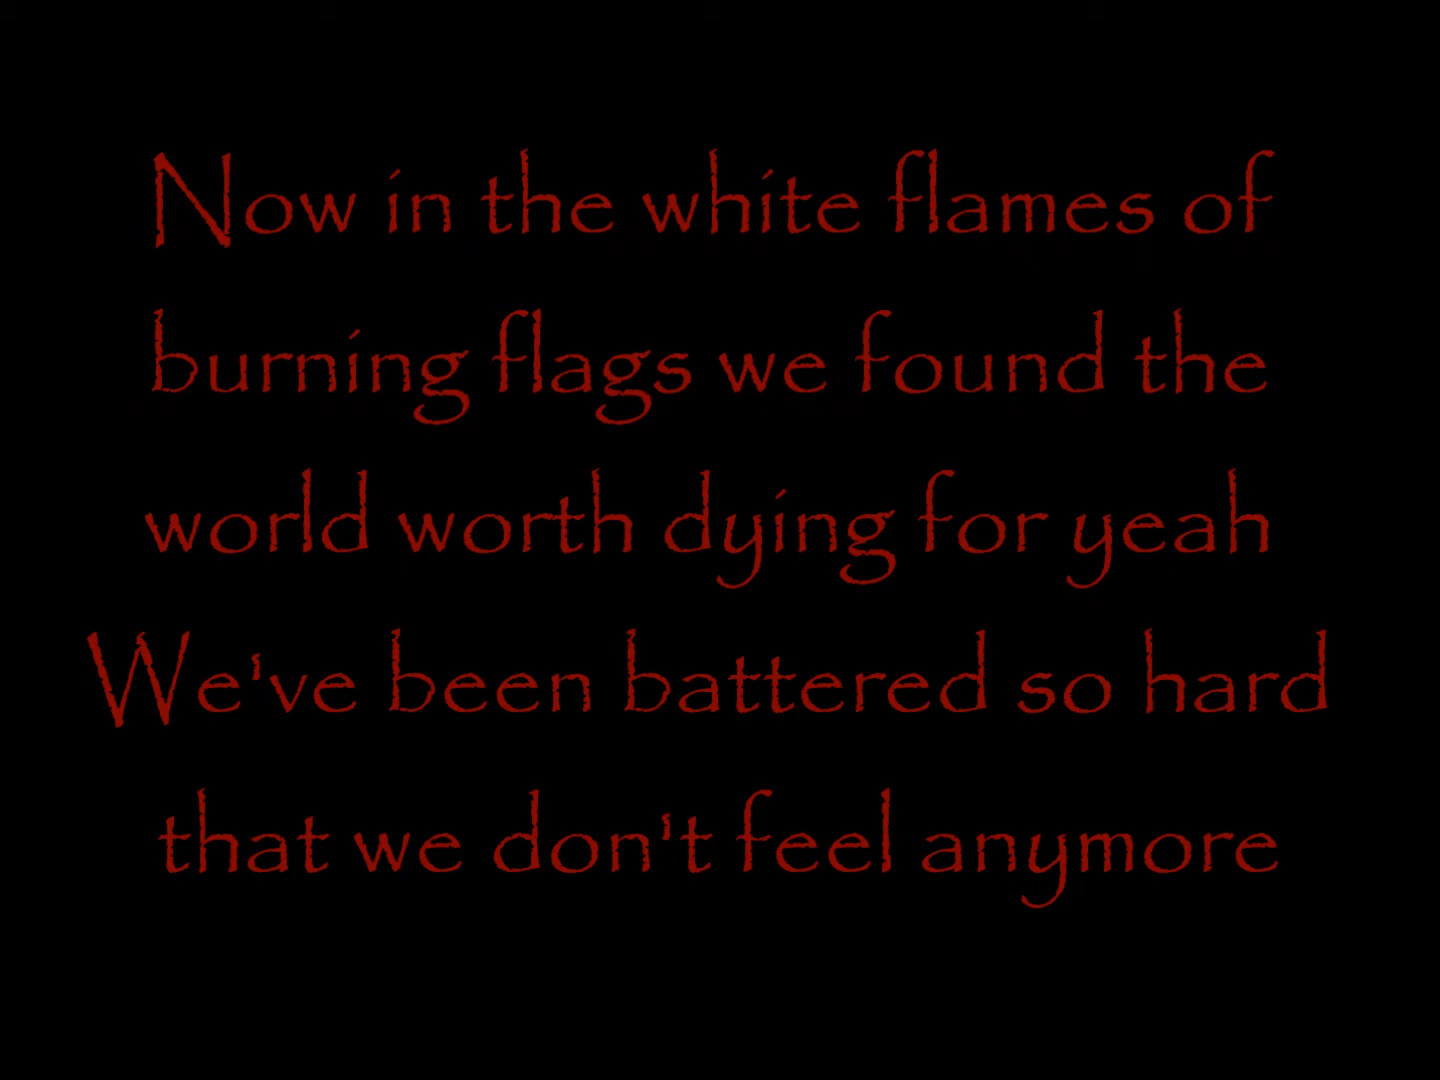 Now in the white flames of
burning flags we found the
world worth dying for yeah
We've been battered so hard
that we don't feel anymore